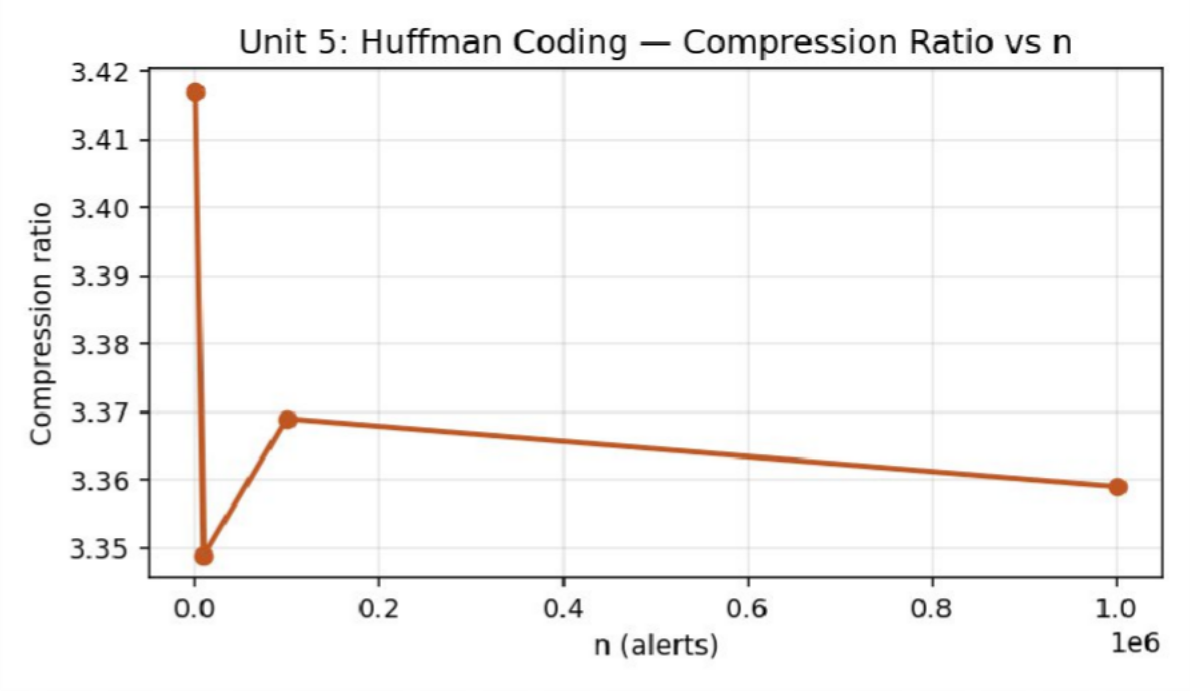 Unit 5: Huffman Coding — Compression Ratio vs n
3.42
3.41
3.40
3.39
3.38
3.37
3.36
3.35
Compression ratio
0.0 0.2 0.4 0.6 0.8 1.0
1e6
n (alerts)